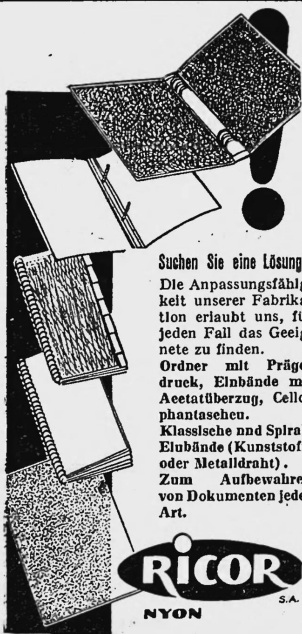 Suchen Sie eine Lösung
Die Anpassungsfähig
keit unserer Fabrika
tion erlaubt uns, fü
jeden Fall das Geeig
nete zu finden.
Ordner mit Präge
druck, Einbände m
Acetatüberzug, Cello
phantaschen.
Klassische und Spira
Einbände (Kunststof
oder Metalldraht).
Zum Aufbewahre
von Dokumenten jede
Art.
RICOR
S.A.
NYON